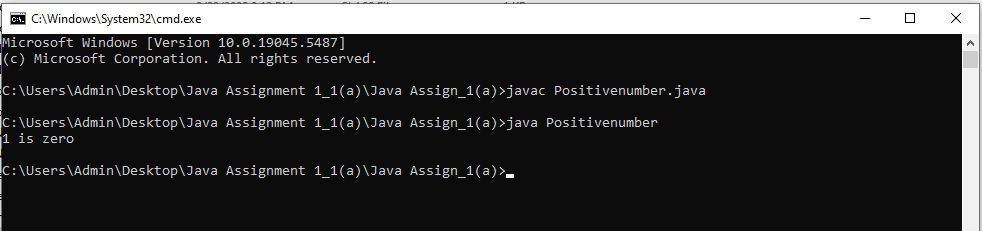 C:\Windows\System32\cmd.exe
Microsoft Windows [Version 10.0.19045.5487]
(c) Microsoft Corporation. All rights reserved.
C:\Users\Admin\Desktop\Java Assignment 1_1(a)\Java Assign_1(a)>javac Positivenumber.java
C:\Users\Admin\Desktop\Java Assignment 1_1(a)\Java Assign_1(a)>java Positivenumber
1 is zero
C:\Users\Admin\Desktop\Java Assignment 1_1(a)\Java Assign_1(a)>